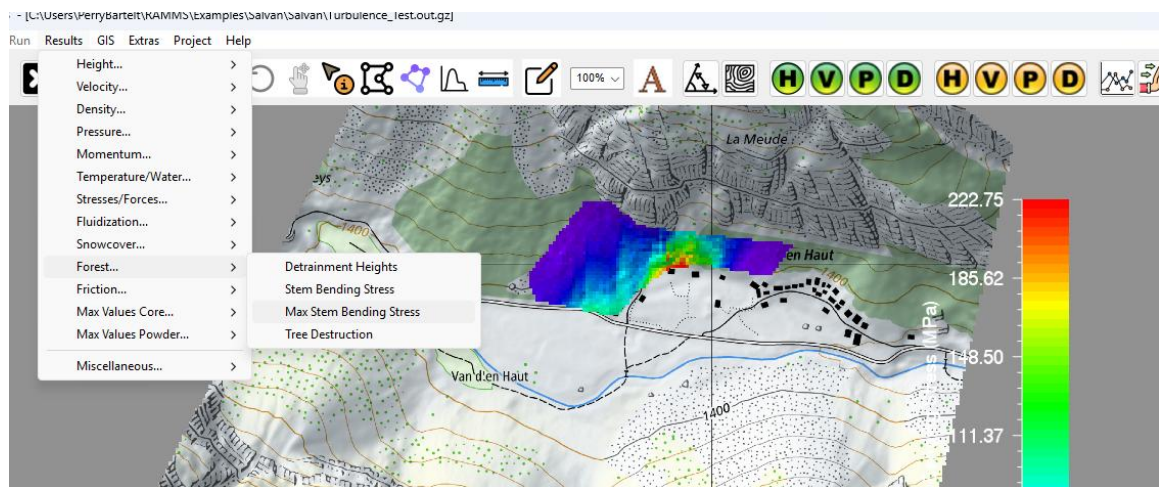 - [C:\Users\PerryBartelt\RAMMS\Examples\Salvan\Salvan\Turbulence_Test.out.gz]
Run Results GIS Extras Project Help
100%
A
H V P D H V P D
Height...
Velocity...
Density...
Pressure...
Momentum...
Temperature/Water...
Stresses/Forces...
Fluidization...
Snowcover...
Forest...
Friction...
Max Values Core...
Max Values Powder...
Miscellaneous...
Detrainment Heights
Stem Bending Stress
Max Stem Bending Stress
Tree Destruction
La Meude
eys
1400
en Haut
1400
Van d'en Haut
1400
222.75
185.62
148.50
111.37
(MPa)